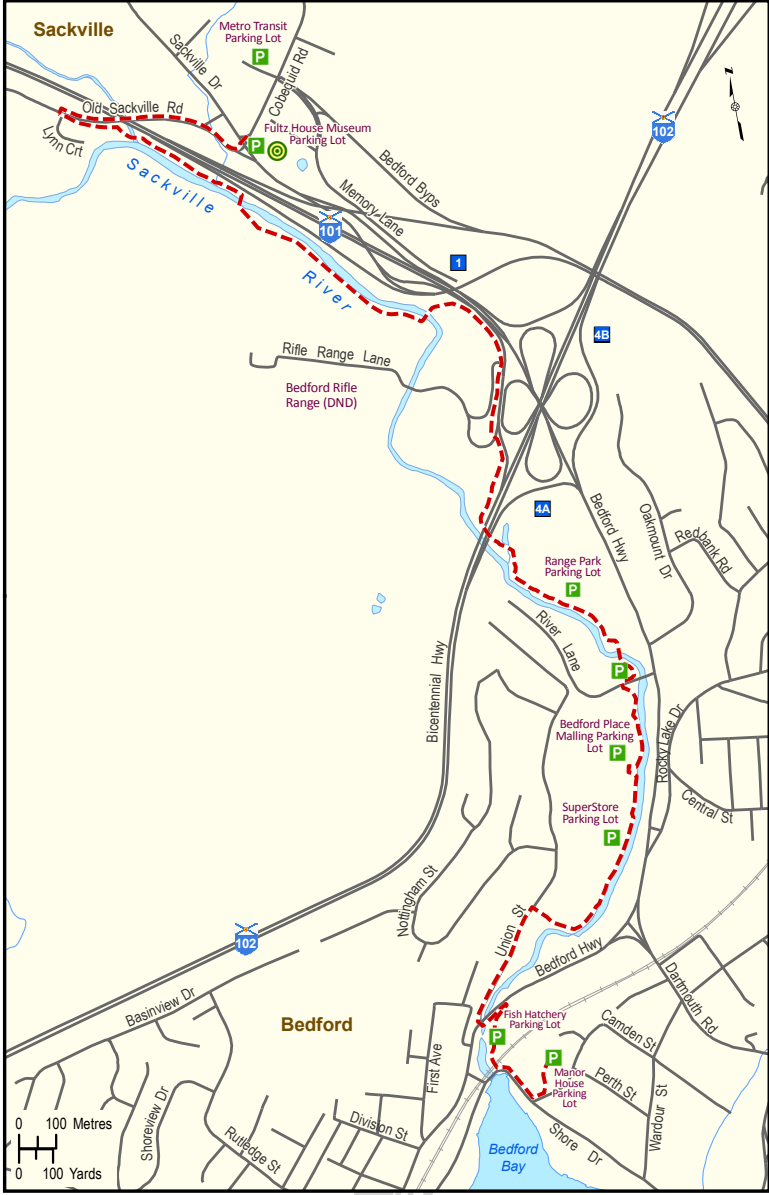 Sackville
Metro Transit
Parking Lot
P
Sackville Dr
Cobequid Rd
Old Sackville Rd
Lynn Crt
P
Fultz House Museum
Parking Lot
N
102
Bedford Byps
Memory Lane
Sackville
River
101
1
4B
Rifle Range Lane
Bedford Rifle
Range (DND)
4A
Bedford Hwy
Oakmount Dr
Redbank Rd
Range Park
Parking Lot
P
River Lane
P
Bicentennial Hwy
Bedford Place
Malling Parking
Lot
P
Rocky Lake Dr
Central St
SuperStore
Parking Lot
P
Nottingham St
Union St
102
Bedford Hwy
Dartmouth Rd
Basinview Dr
Bedford
Fish Hatchery
Parking Lot
P
Camden St
P
Manor
House
Parking
Lot
Perth St
Wardour St
First Ave
Shoreview Dr
Division St
Rutledge St
Shore Dr
Bedford
Bay
0 100 Metres
0 100 Yards